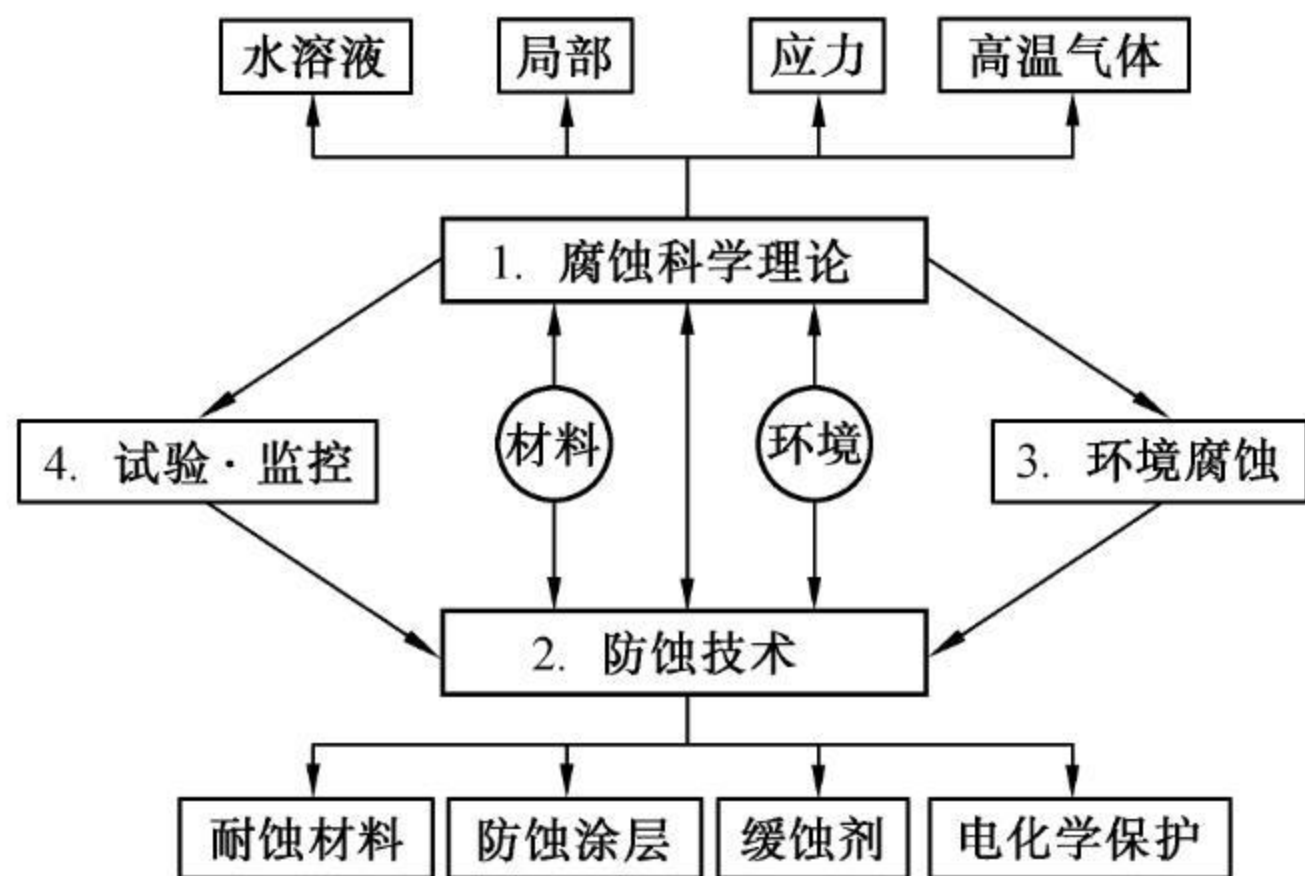 水溶液
局部
应力
高温气体
1. 腐蚀科学理论
材料
环境
4. 试验·监控
3. 环境腐蚀
2. 防蚀技术
耐蚀材料
防蚀涂层
缓蚀剂
电化学保护